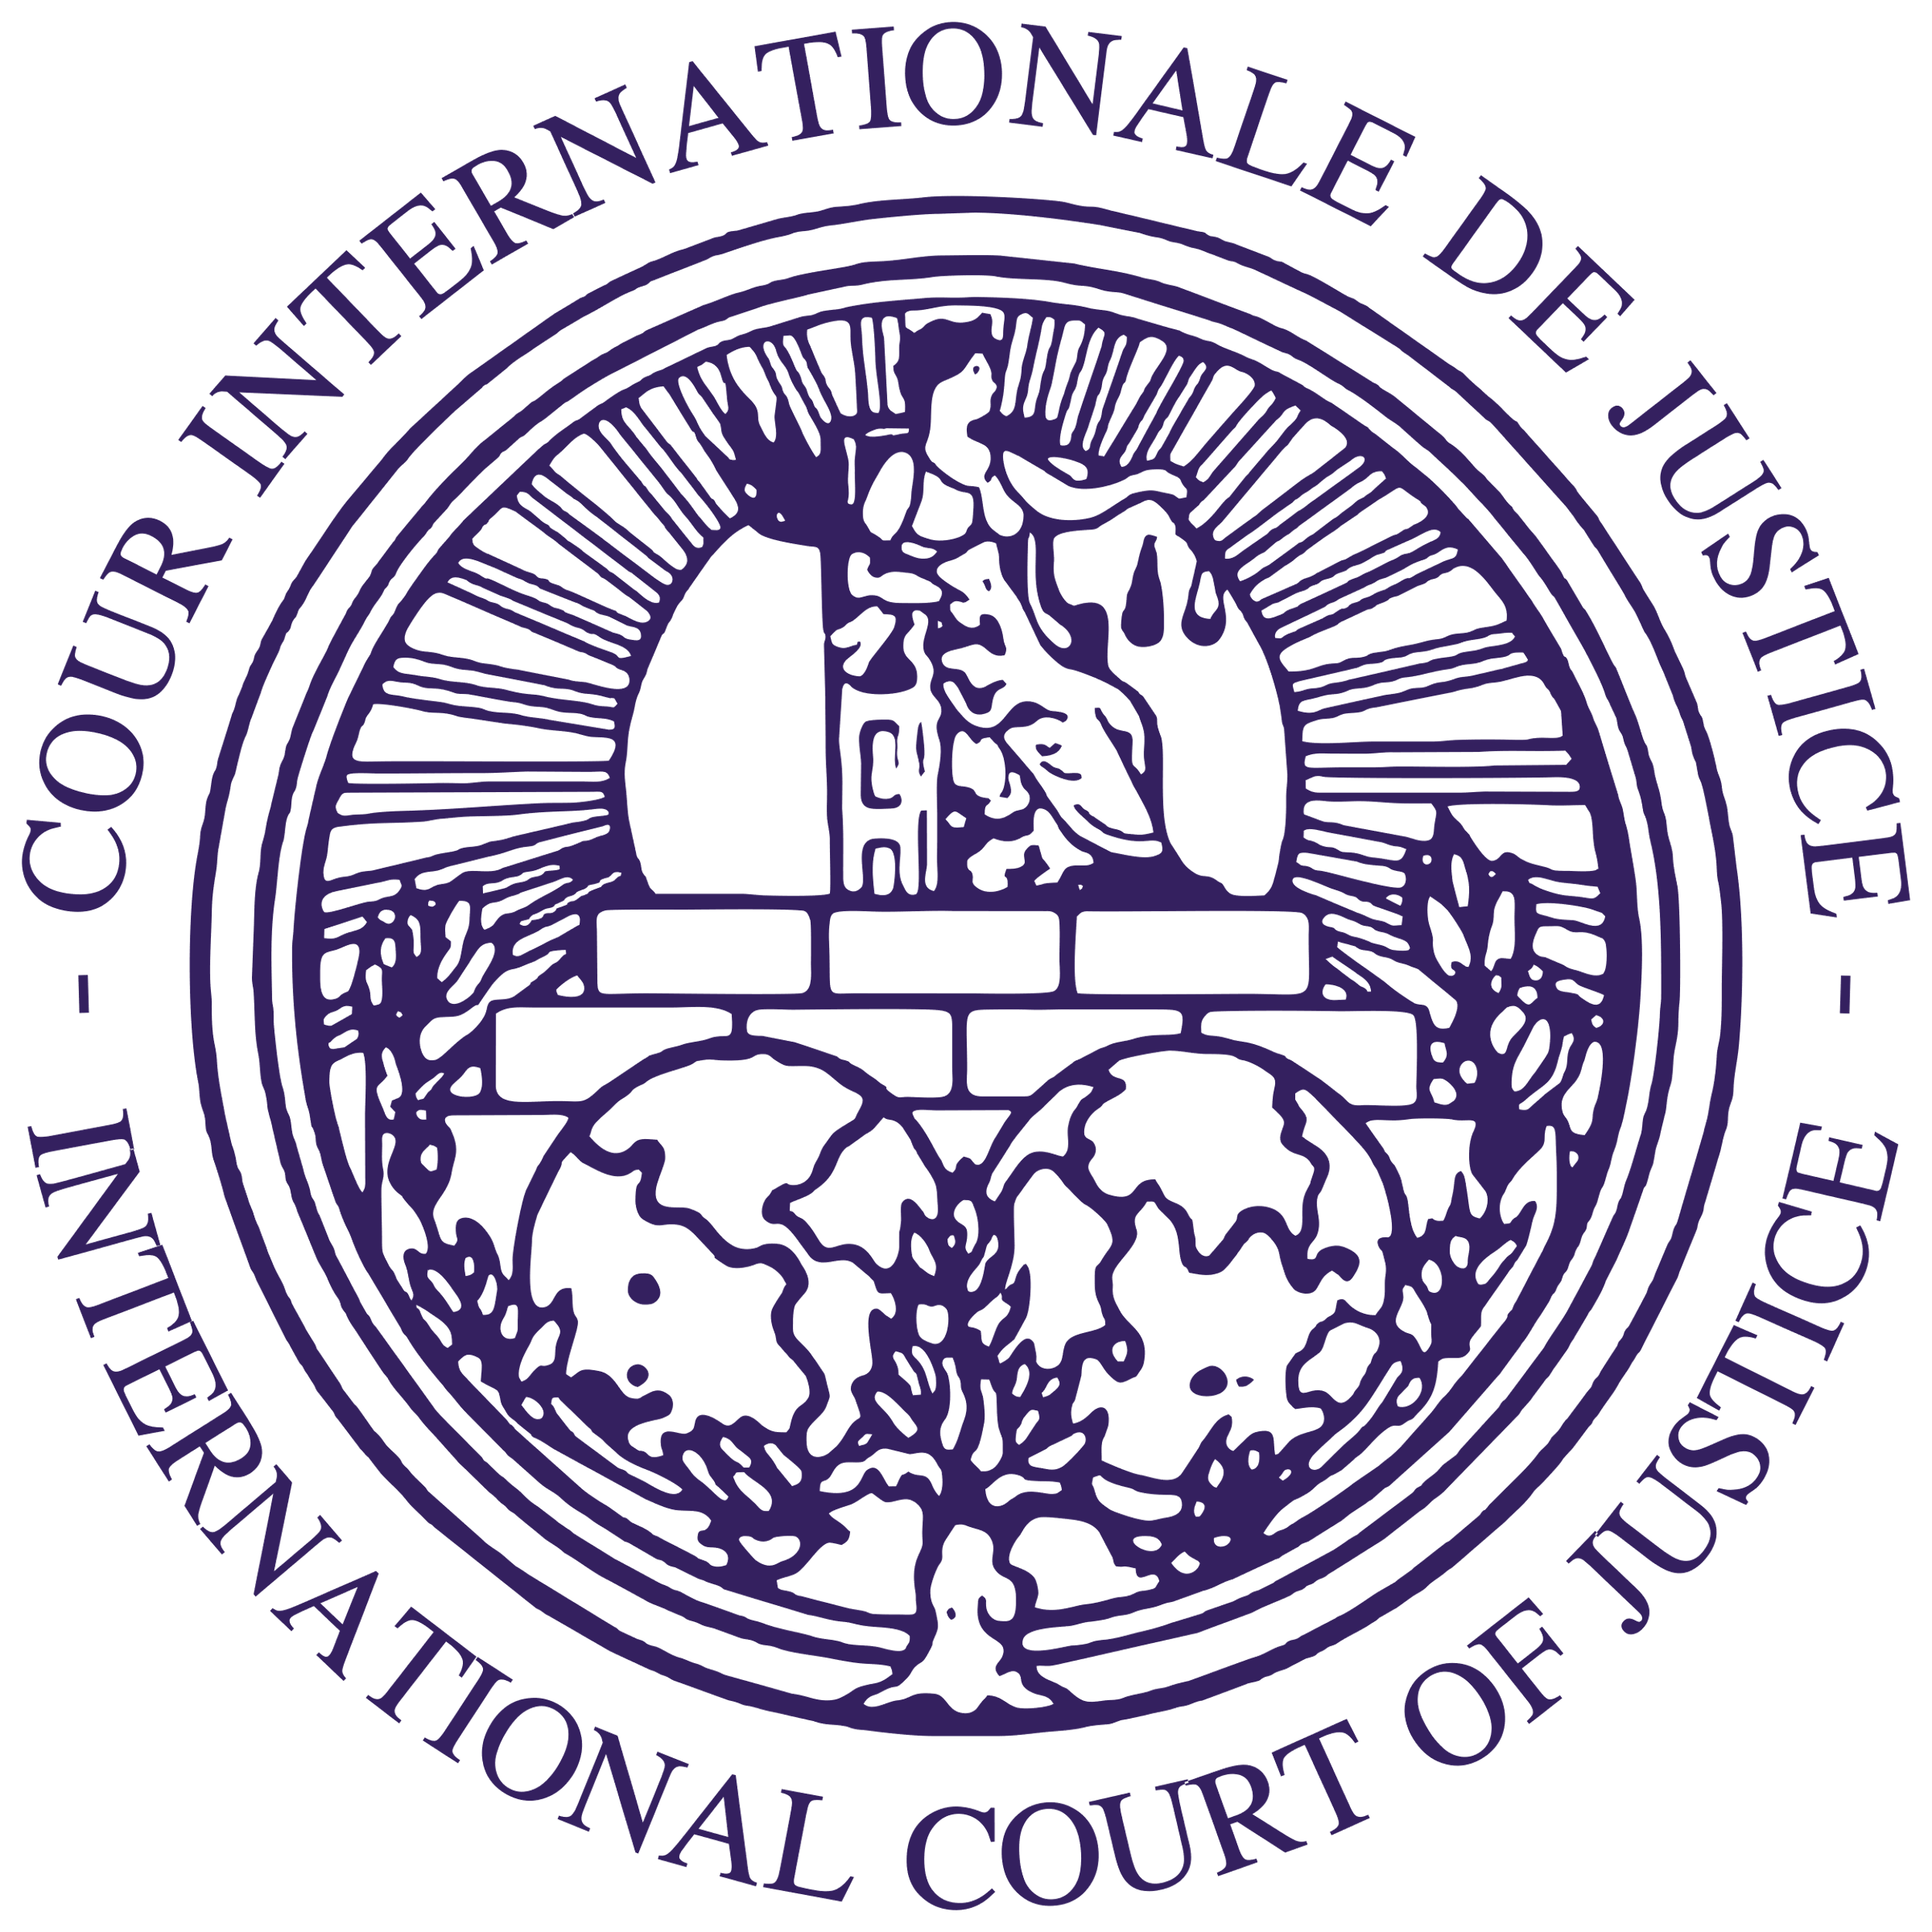 - COUR INTERNATIONALE DE JUSTICE -
INTERNATIONAL COURT OF JUSTICE